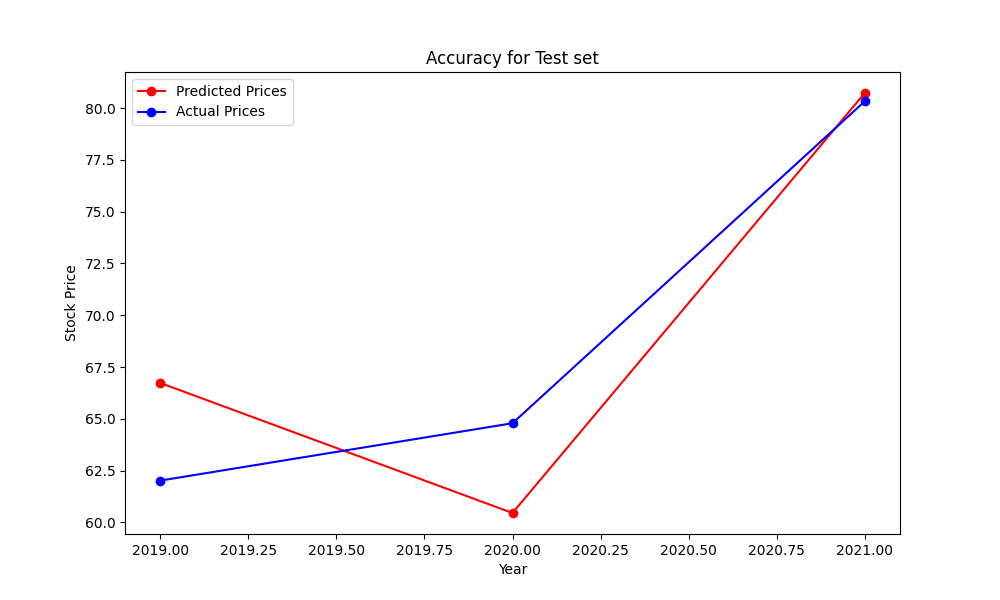 Accuracy for Test set
Predicted Prices
Actual Prices
80.0
77.5
75.0
72.5
70.0
67.5
65.0
62.5
60.0
Stock Price
2019.00 2019.25 2019.50 2019.75 2020.00 2020.25 2020.50 2020.75 2021.00
Year